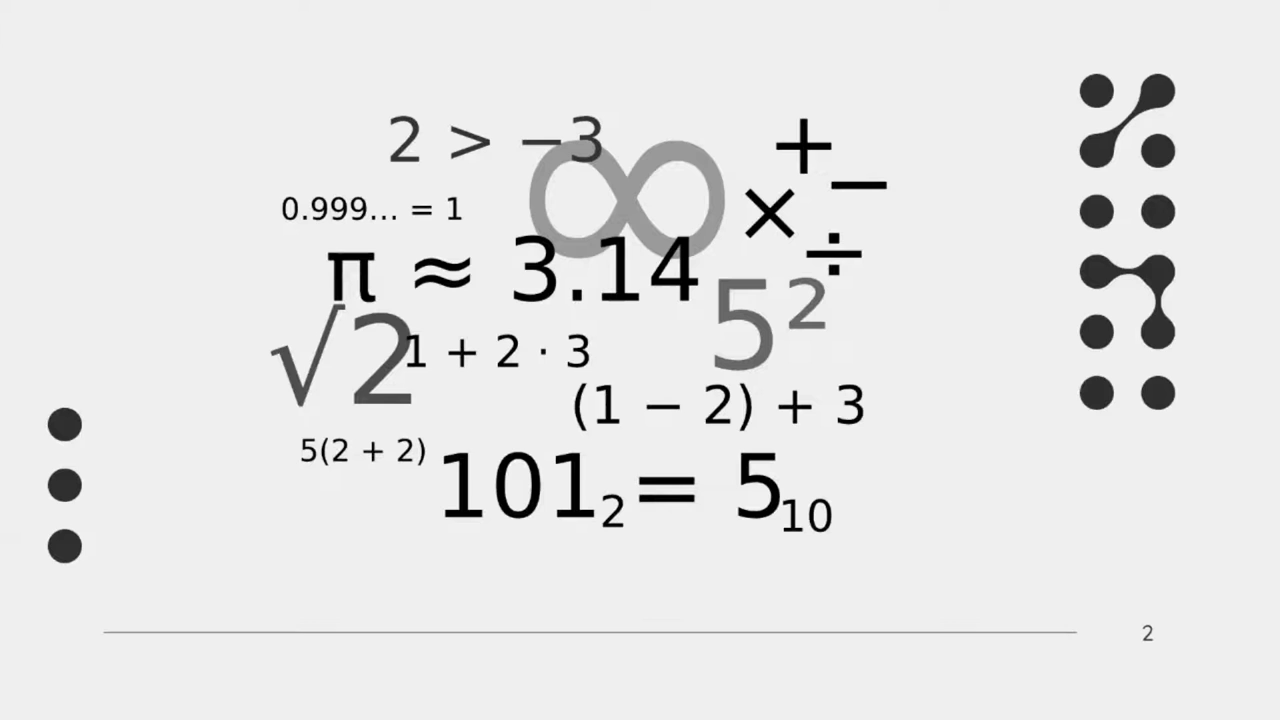 2 > −3
∞
+
−
×
÷
0.999... = 1
π ≈ 3.14
5²
√2
1 + 2 · 3
(1 − 2) + 3
5(2 + 2)
101₂= 5₁₀
2